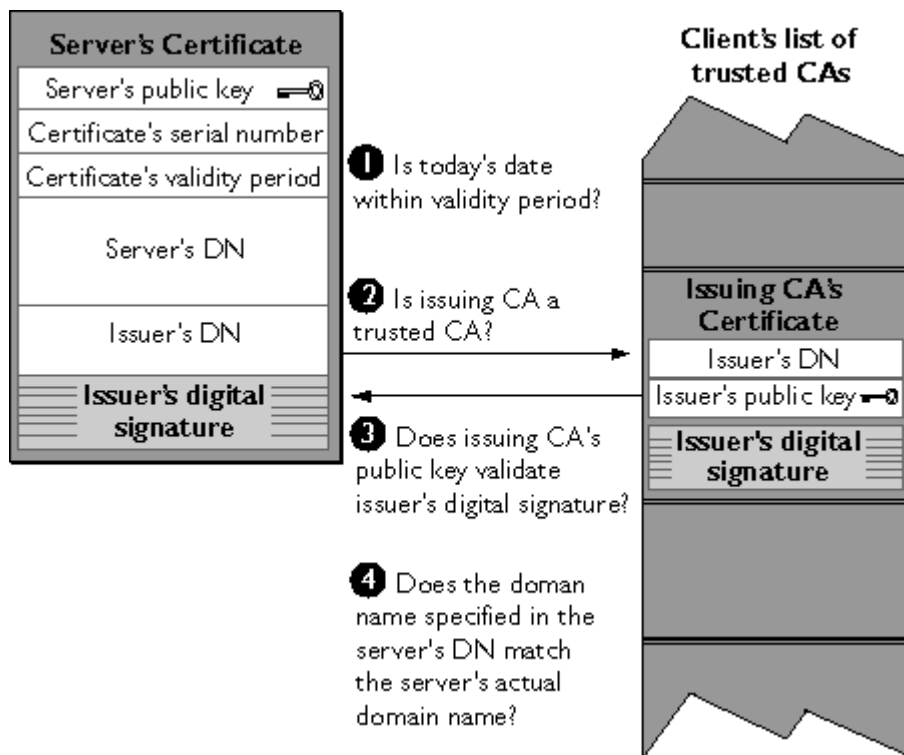 Server's Certificate
Server's public key
Certificate's serial number
Certificate's validity period
Server's DN
Issuer's DN
Issuer's digital
signature
1 Is today's date
within validity period?
2 Is issuing CA a
trusted CA?
3 Does issuing CA's
public key validate
issuer's digital signature?
4 Does the doman
name specified in the
server's DN match
the server's actual
domain name?
Client's list of
trusted CAs
Issuing CA's
Certificate
Issuer's DN
Issuer's public key
Issuer's digital
signature